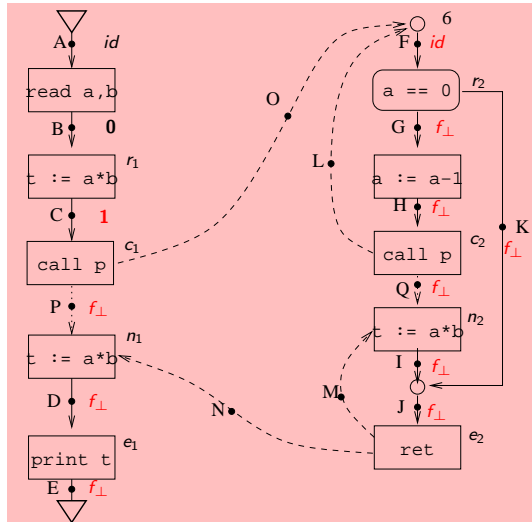 A id
read a,b
B 0
r1
t := a*b
C 1
c1
call p
P f⊥
n1
t := a*b
D f⊥
e1
print t
E f⊥
O
L
N
M
6
F id
r2
a == 0
G f⊥
K
f⊥
a := a-1
H f⊥
c2
call p
Q f⊥
n2
t := a*b
I f⊥
J f⊥
e2
ret